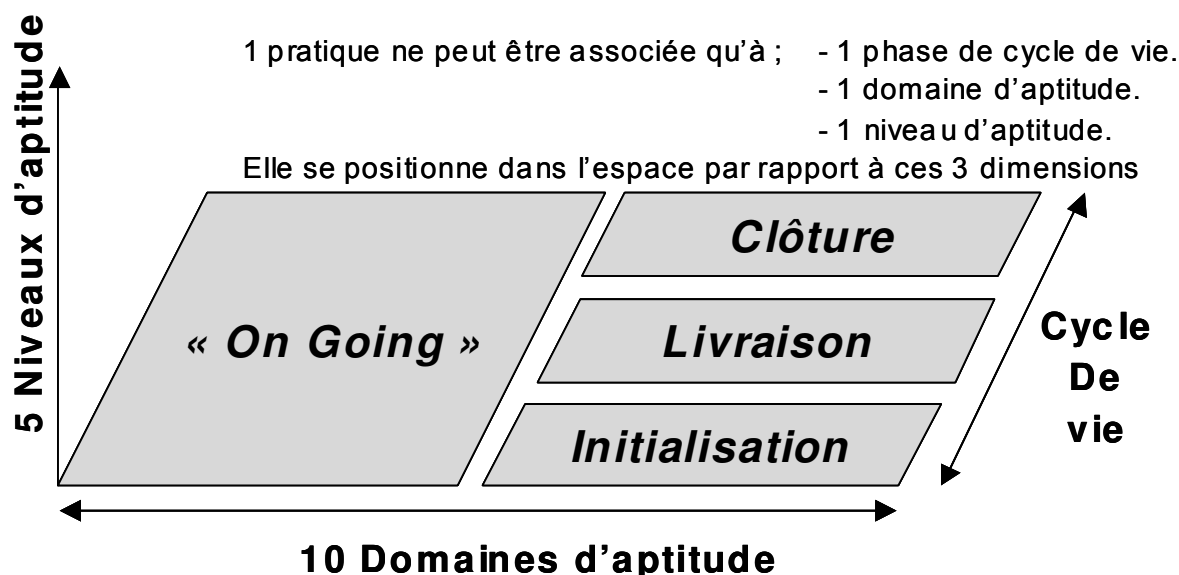 1 pratique ne peut être associée qu'à ; - 1 phase de cycle de vie.
- 1 domaine d'aptitude.
- 1 niveau d'aptitude.
Elle se positionne dans l'espace par rapport à ces 3 dimensions
5 Niveaux d'aptitude
Clôture
« On Going »
Livraison
Initialisation
Cycle
De
vie
10 Domaines d'aptitude